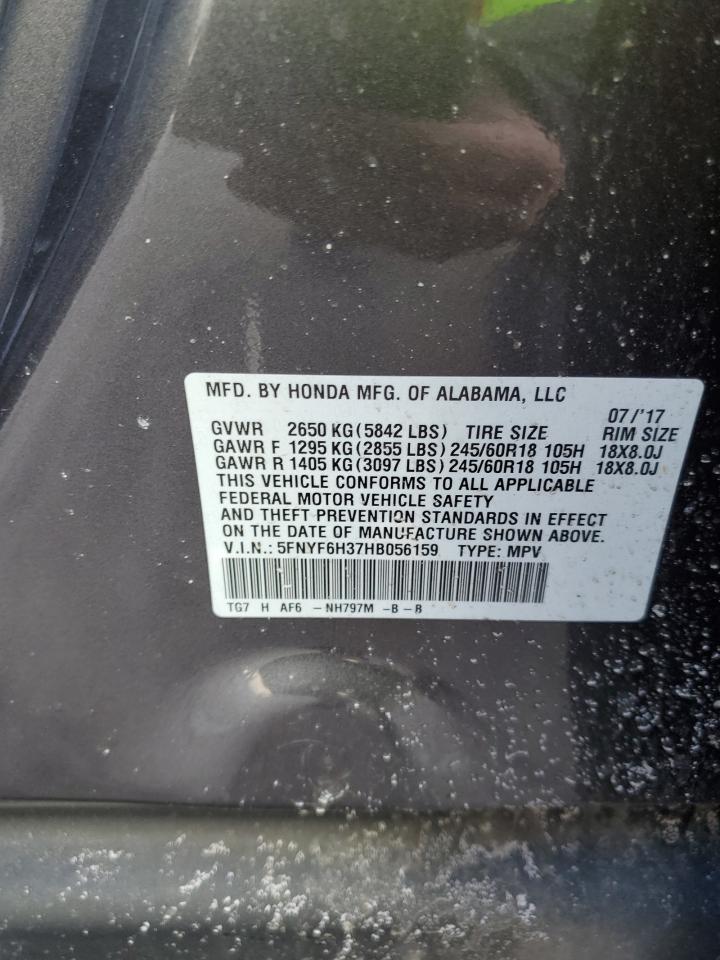 MFD. BY HONDA MFG. OF ALABAMA, LLC
07/'17
GVWR 2650 KG(5842 LBS) TIRE SIZE RIM SIZE
GAWR F 1295 KG(2855 LBS) 245/60R18 105H 18X8.0J
GAWR R 1405 KG(3097 LBS) 245/60R18 105H 18X8.0J
THIS VEHICLE CONFORMS TO ALL APPLICABLE
FEDERAL MOTOR VEHICLE SAFETY
AND THEFT PREVENTION STANDARDS IN EFFECT
ON THE DATE OF MANUFACTURE SHOWN ABOVE.
V.I.N.: 5FNYF6H37HB056159 TYPE: MPV
TG7 H AF6 -NH797M -B-B